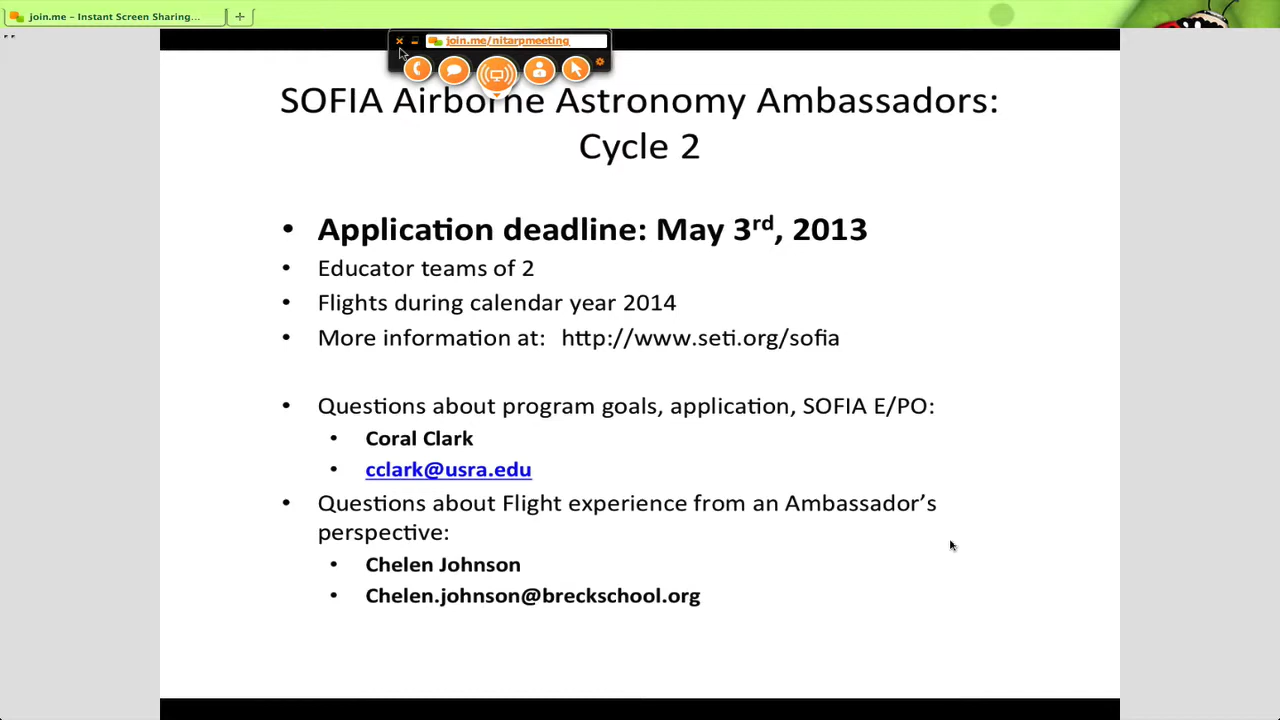 join.me – Instant Screen Sharing...
join.me/nitarpmeeting
SOFIA Airborne Astronomy Ambassadors:
Cycle 2
• Application deadline: May 3rd, 2013
• Educator teams of 2
• Flights during calendar year 2014
• More information at: http://www.seti.org/sofia
• Questions about program goals, application, SOFIA E/PO:
• Coral Clark
• cclark@usra.edu
• Questions about Flight experience from an Ambassador’s
perspective:
• Chelen Johnson
• Chelen.johnson@breckschool.org